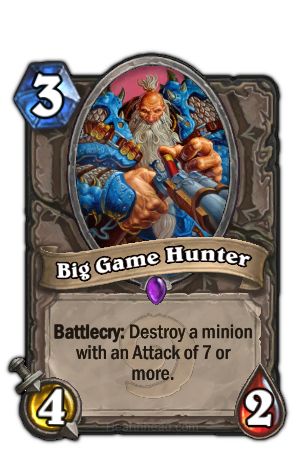 3
Big Game Hunter
Battlecry: Destroy a minion
with an Attack of 7 or
more.
4
2